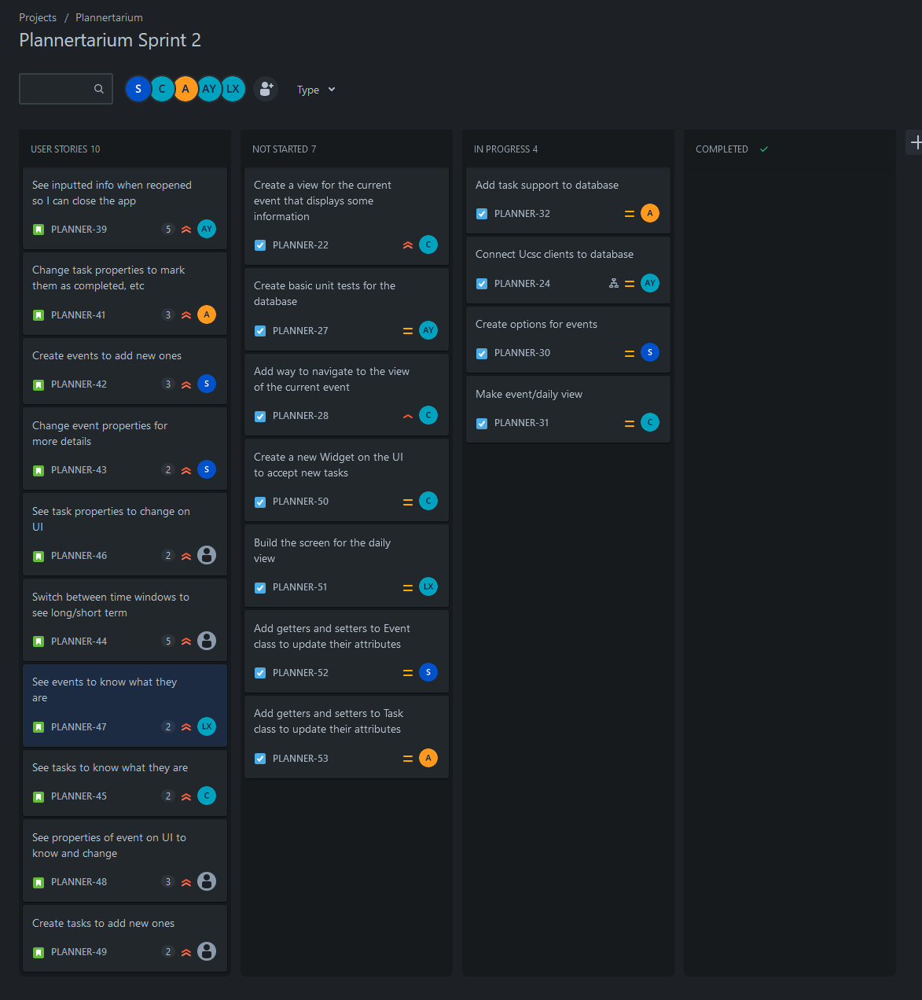 Projects / Plannertarium
Plannertarium Sprint 2
S C A AY LX Type
USER STORIES 10
See inputted info when reopened
so I can close the app
PLANNER-39 5 AY
Change task properties to mark
them as completed, etc
PLANNER-41 3 A
Create events to add new ones
PLANNER-42 3 S
Change event properties for
more details
PLANNER-43 2 S
See task properties to change on
UI
PLANNER-46 2
Switch between time windows to
see long/short term
PLANNER-44 5
See events to know what they
are
PLANNER-47 2 LX
See tasks to know what they are
PLANNER-45 2 C
See properties of event on UI to
know and change
PLANNER-48 3
Create tasks to add new ones
PLANNER-49 2
NOT STARTED 7
Create a view for the current
event that displays some
information
PLANNER-22 C
Create basic unit tests for the
database
PLANNER-27 AY
Add way to navigate to the view
of the current event
PLANNER-28 C
Create a new Widget on the UI
to accept new tasks
PLANNER-50 C
Build the screen for the daily
view
PLANNER-51 LX
Add getters and setters to Event
class to update their attributes
PLANNER-52 S
Add getters and setters to Task
class to update their attributes
PLANNER-53 A
IN PROGRESS 4
Add task support to database
PLANNER-32 A
Connect Ucsc clients to database
PLANNER-24 AY
Create options for events
PLANNER-30 S
Make event/daily view
PLANNER-31 C
COMPLETED